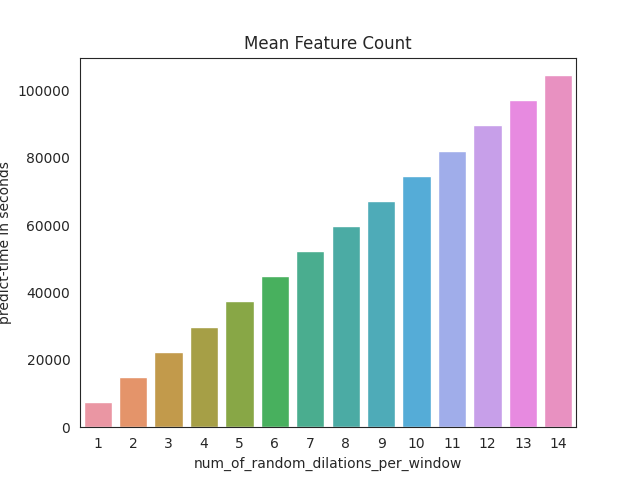 Mean Feature Count
100000
80000
60000
40000
20000
0
predict-time in seconds
1 2 3 4 5 6 7 8 9 10 11 12 13 14
num_of_random_dilations_per_window